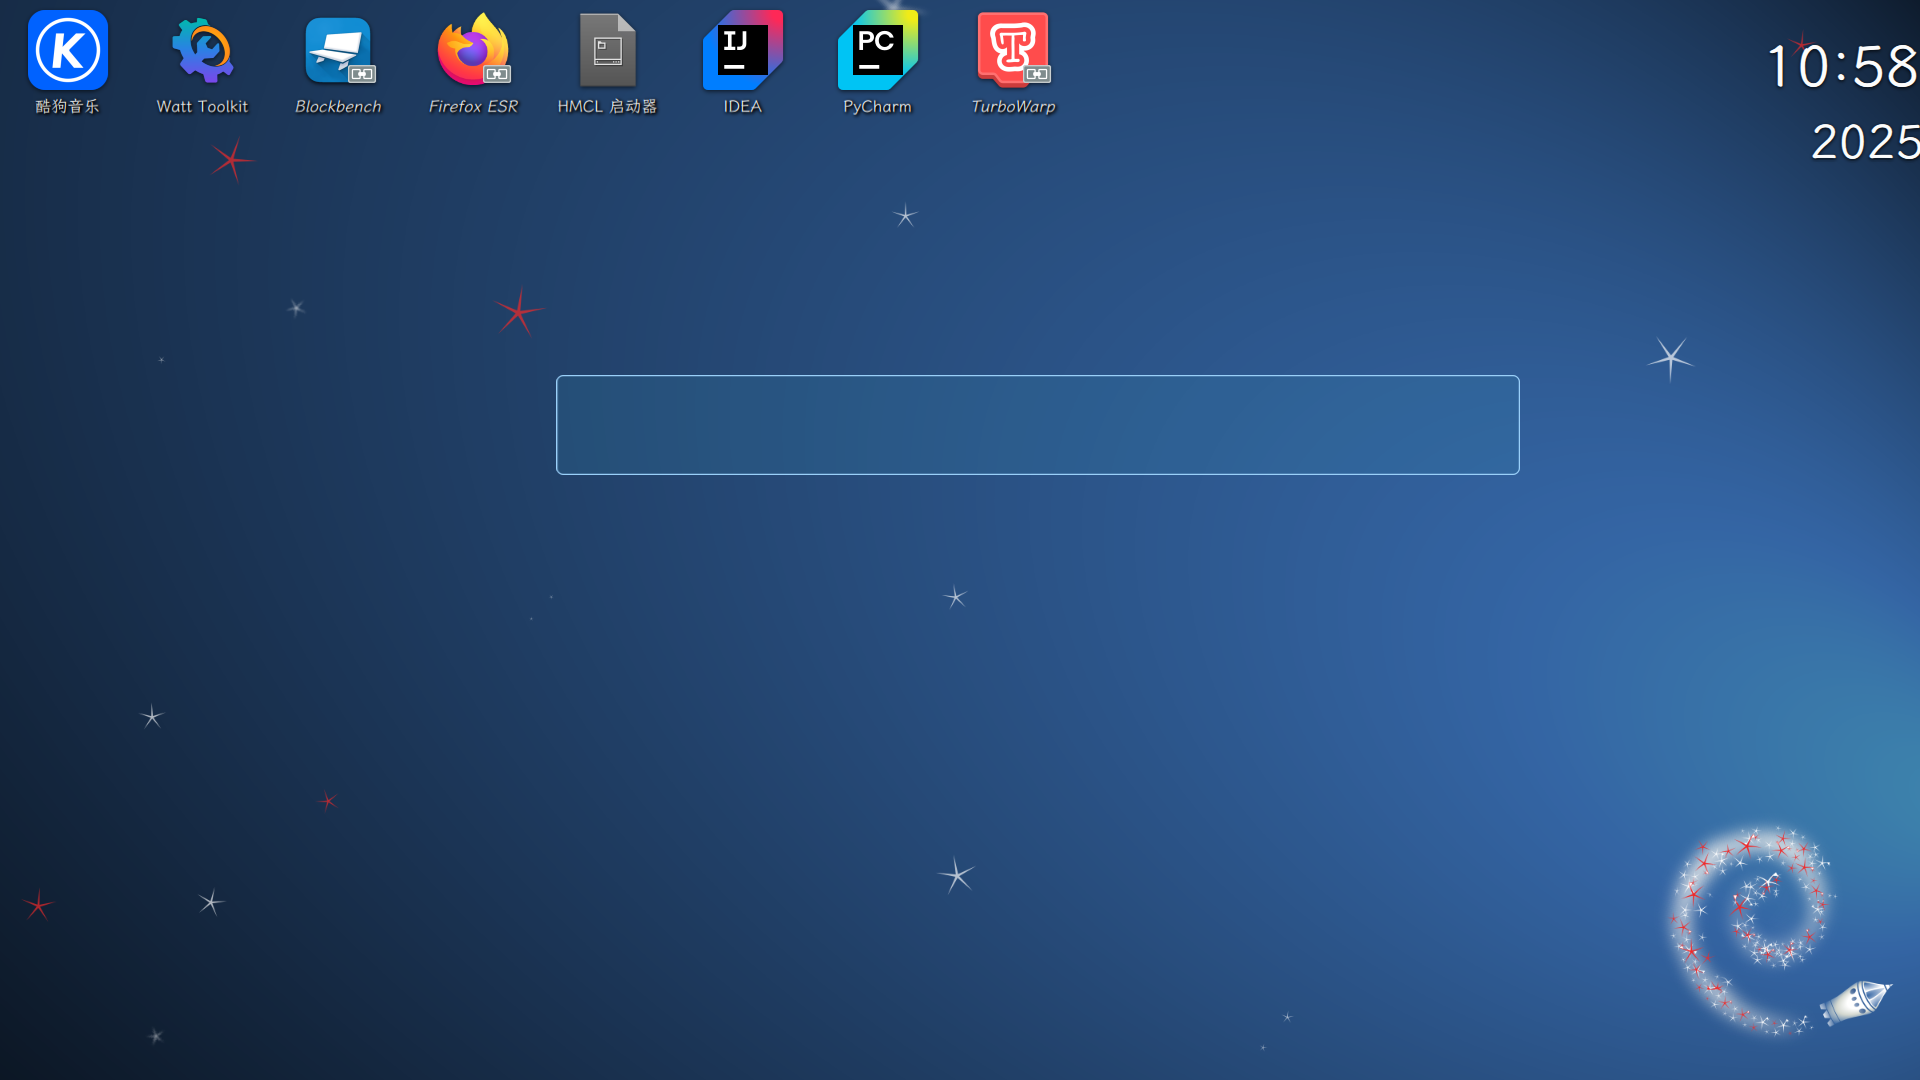 酷狗音乐
Watt Toolkit
Blockbench
Firefox ESR
HMCL 启动器
IJ
IDEA
PC
PyCharm
TurboWarp
10:58
2025